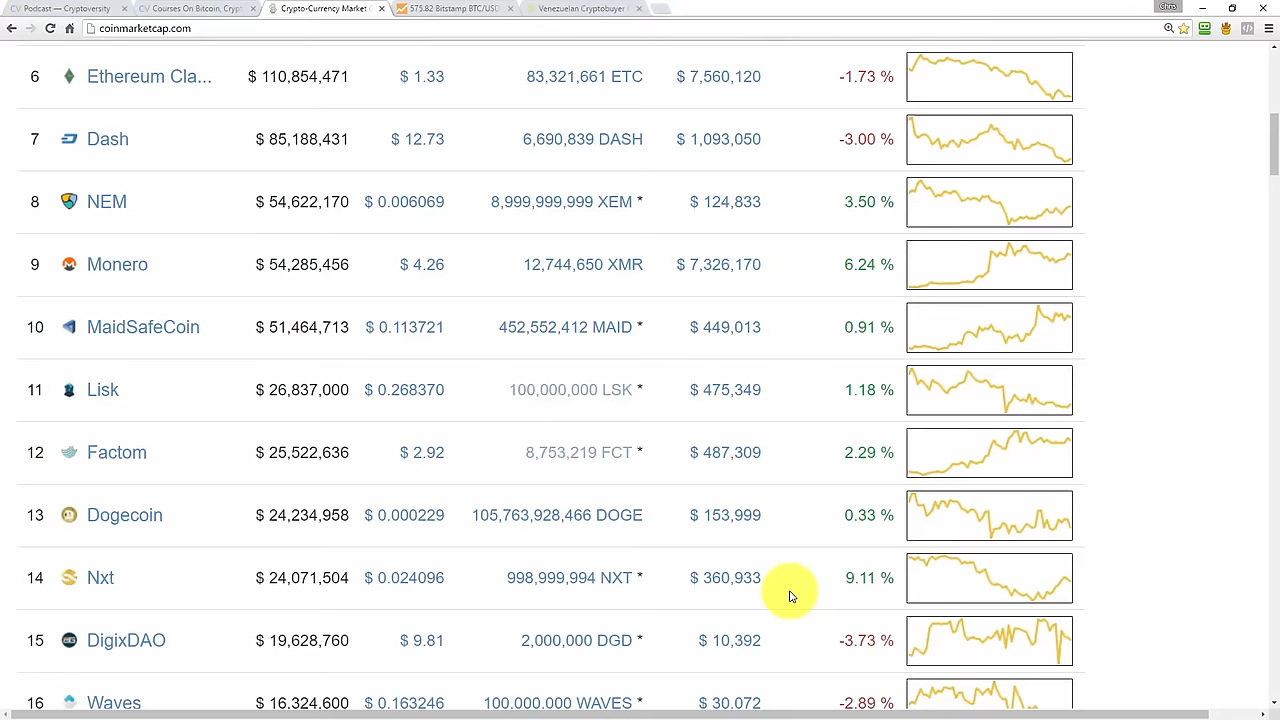 Podcast — Cryptoversity
Courses On Bitcoin, Cryp
Crypto-Currency Market
575.82 Bitstamp BTC/USD
Venezuelan Cryptobuyer
Chris
coinmarketcap.com
6 Ethereum Cla... $ 110,854,471 $ 1.33 83,321,661 ETC $ 7,560,120 -1.73 %
7 Dash $ 85,188,431 $ 12.73 6,690,839 DASH $ 1,093,050 -3.00 %
8 NEM $ 54,622,170 $ 0.006069 8,999,999,999 XEM * $ 124,833 3.50 %
9 Monero $ 54,285,456 $ 4.26 12,744,650 XMR $ 7,326,170 6.24 %
10 MaidSafeCoin $ 51,464,713 $ 0.113721 452,552,412 MAID * $ 449,013 0.91 %
11 Lisk $ 26,837,000 $ 0.268370 100,000,000 LSK * $ 475,349 1.18 %
12 Factom $ 25,522,636 $ 2.92 8,753,219 FCT * $ 487,309 2.29 %
13 Dogecoin $ 24,234,958 $ 0.000229 105,763,928,466 DOGE $ 153,999 0.33 %
14 Nxt $ 24,071,504 $ 0.024096 998,999,994 NXT * $ 360,933 9.11 %
15 DigixDAO $ 19,628,760 $ 9.81 2,000,000 DGD * $ 10,392 -3.73 %
16 Waves $ 16,324,600 $ 0.163246 100,000,000 WAVES * $ 30,072 -2.89 %